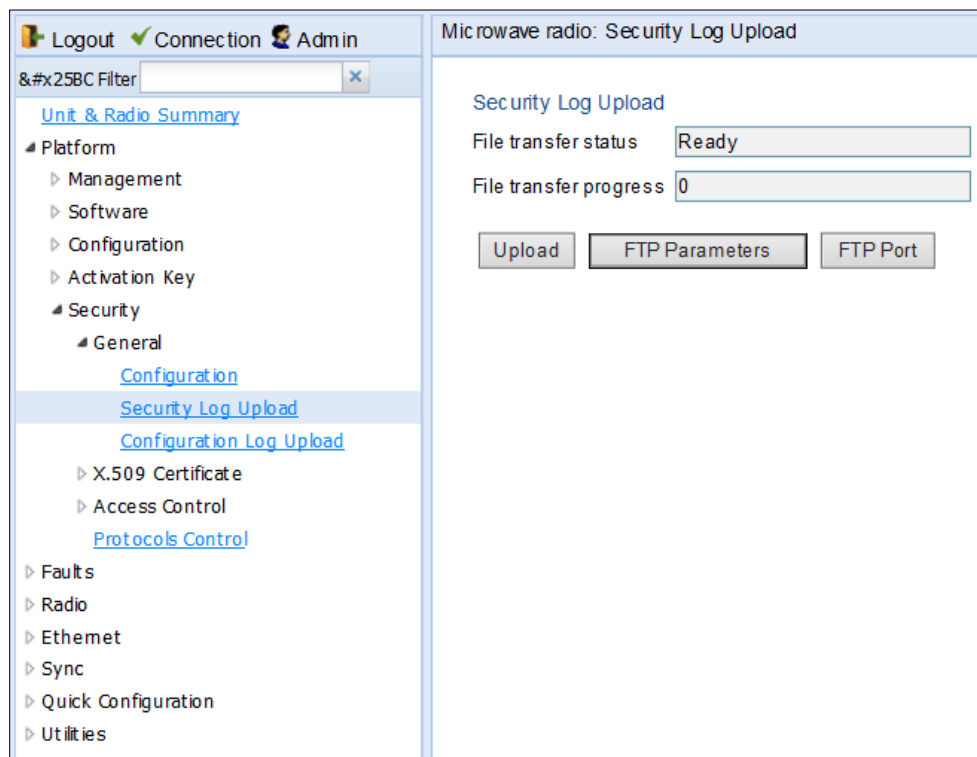 Logout Connection Admin
&#x25BC Filter
Unit & Radio Summary
Platform
Management
Software
Configuration
Activation Key
Security
General
Configuration
Security Log Upload
Configuration Log Upload
X.509 Certificate
Access Control
Protocols Control
Faults
Radio
Ethernet
Sync
Quick Configuration
Utilities
Microwave radio: Security Log Upload
Security Log Upload
File transfer status Ready
File transfer progress 0
Upload FTP Parameters FTP Port